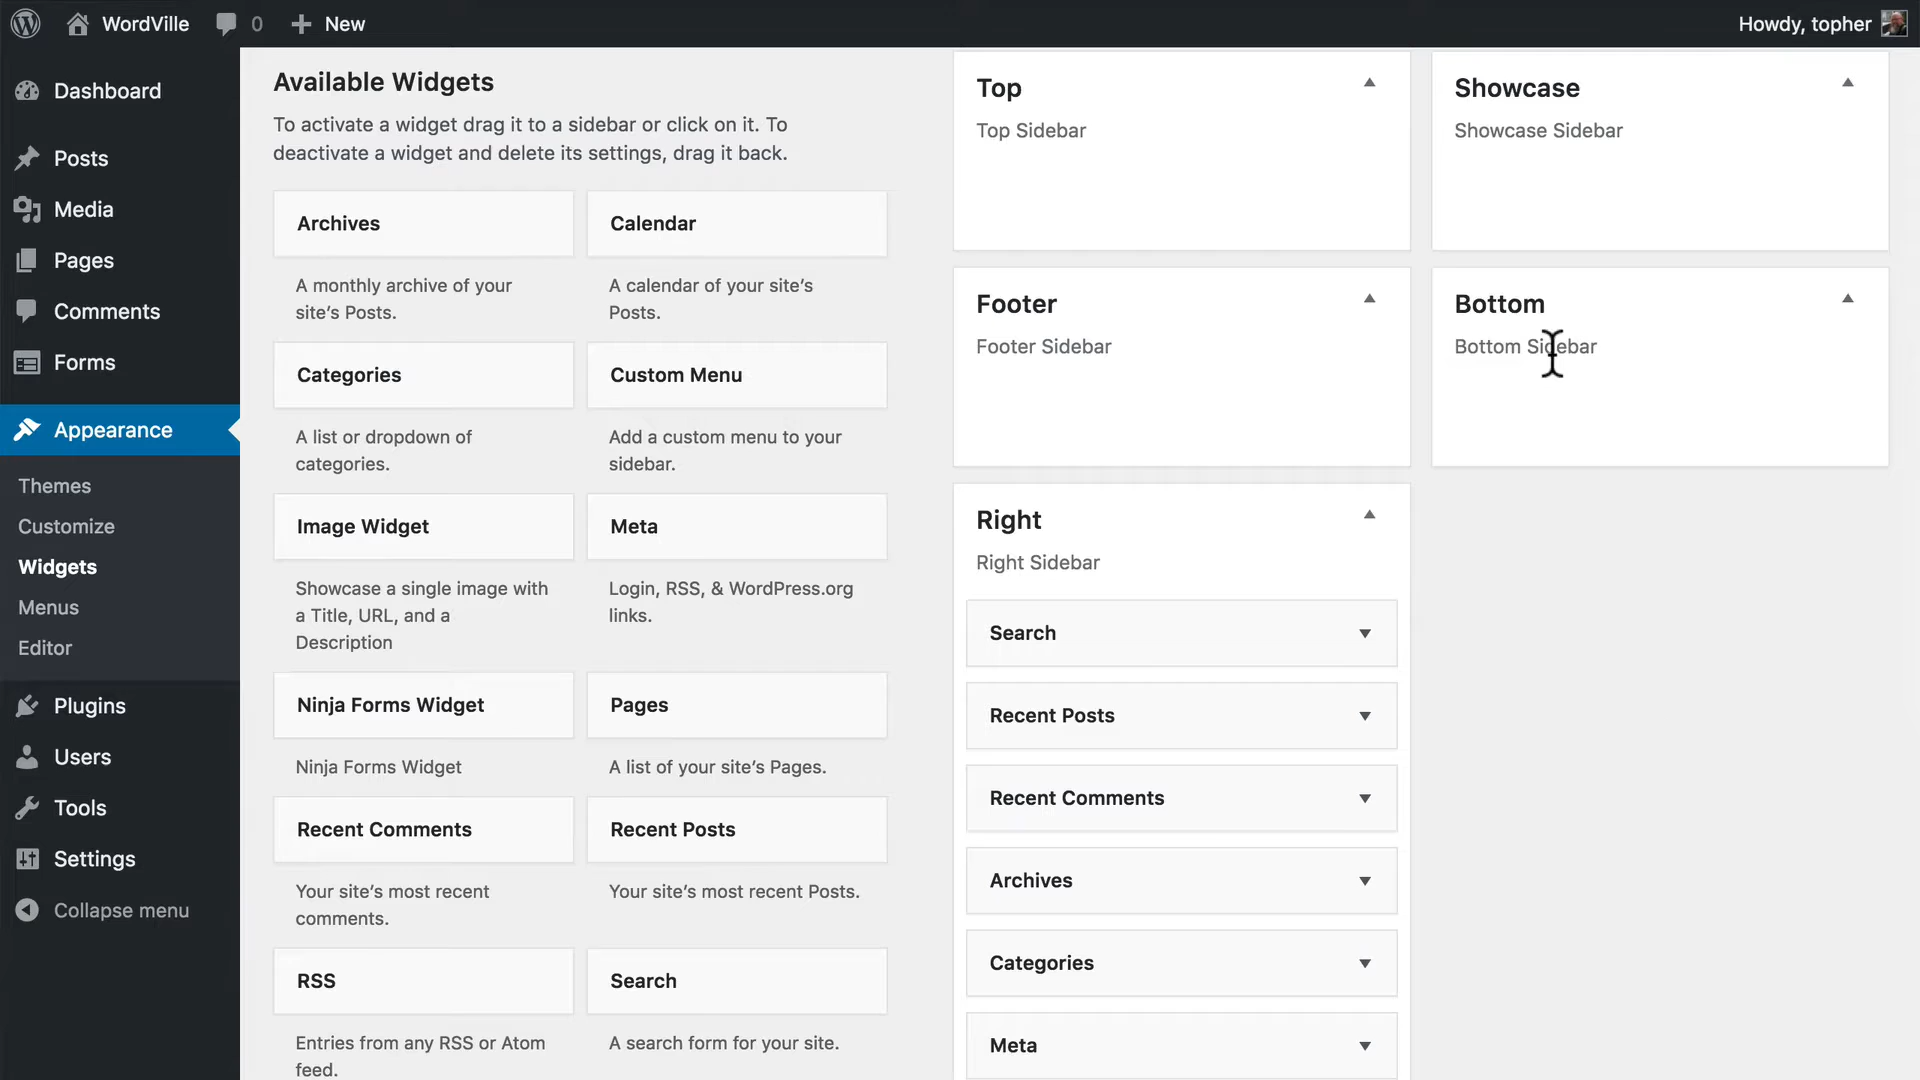 WordVille
0
New
Howdy, topher
Dashboard
Posts
Media
Pages
Comments
Forms
Appearance
Themes
Customize
Widgets
Menus
Editor
Plugins
Users
Tools
Settings
Collapse menu
Available Widgets
To activate a widget drag it to a sidebar or click on it. To
deactivate a widget and delete its settings, drag it back.
Archives
A monthly archive of your
site's Posts.
Calendar
A calendar of your site's
Posts.
Categories
A list or dropdown of
categories.
Custom Menu
Add a custom menu to your
sidebar.
Image Widget
Showcase a single image with
a Title, URL, and a
Description
Meta
Login, RSS, & WordPress.org
links.
Ninja Forms Widget
Ninja Forms Widget
Pages
A list of your site's Pages.
Recent Comments
Your site's most recent
comments.
Recent Posts
Your site's most recent Posts.
RSS
Entries from any RSS or Atom
feed.
Search
A search form for your site.
Top
Top Sidebar
Showcase
Showcase Sidebar
Footer
Footer Sidebar
Bottom
Bottom Sidebar
Right
Right Sidebar
Search
Recent Posts
Recent Comments
Archives
Categories
Meta